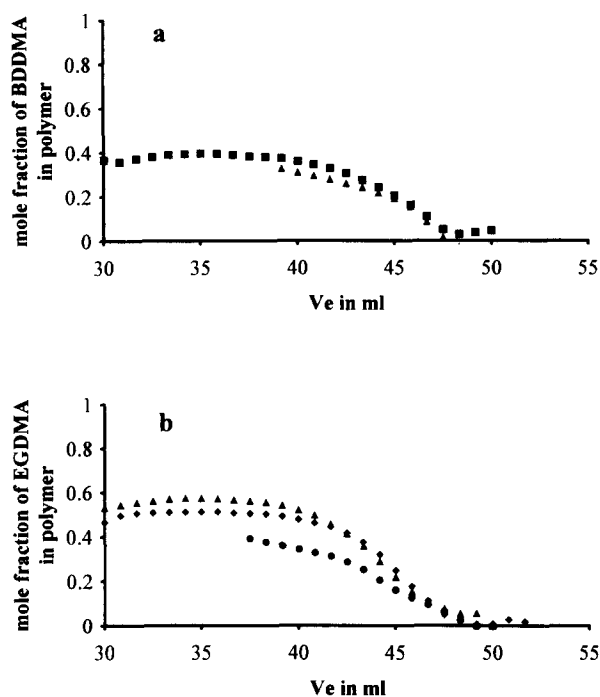 a
mole fraction of BDDMA
in polymer
1
0.8
0.6
0.4
0.2
0
30 35 40 45 50 55
Ve in ml
b
mole fraction of EGDMA
in polymer
1
0.8
0.6
0.4
0.2
0
30 35 40 45 50 55
Ve in ml